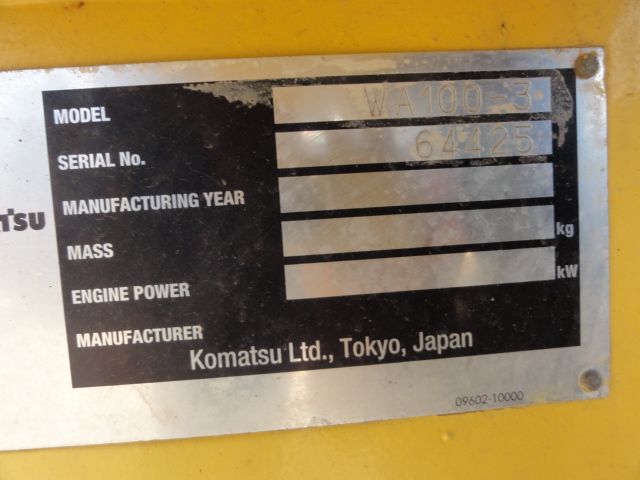 MODEL WA100-3
SERIAL No. 64425
MANUFACTURING YEAR
TSU
MASS kg
ENGINE POWER kW
MANUFACTURER
Komatsu Ltd., Tokyo, Japan
09602-10000